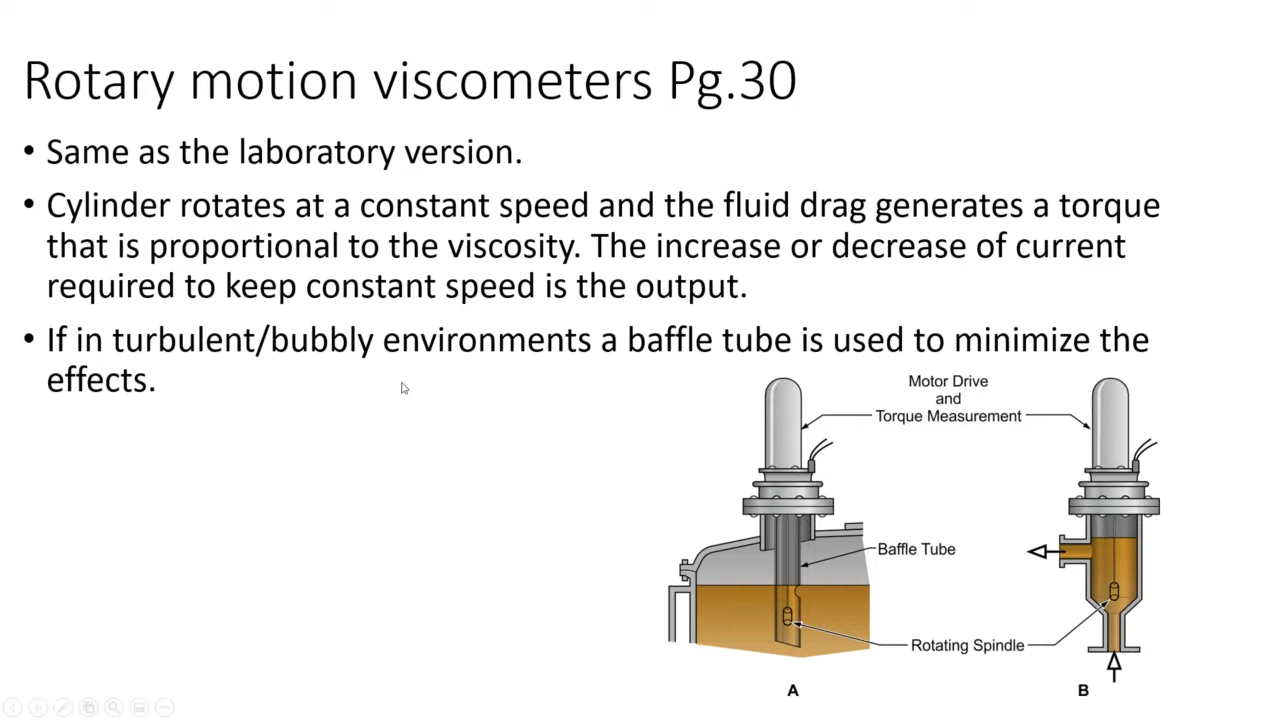 Rotary motion viscometers Pg.30
• Same as the laboratory version.
• Cylinder rotates at a constant speed and the fluid drag generates a torque
that is proportional to the viscosity. The increase or decrease of current
required to keep constant speed is the output.
• If in turbulent/bubbly environments a baffle tube is used to minimize the
effects.
Motor Drive
and
Torque Measurement
Baffle Tube
Rotating Spindle
A
B